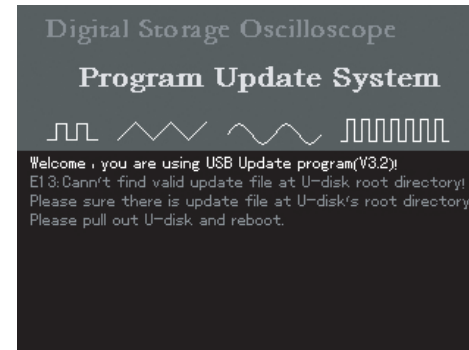 Digital Storage Oscilloscope
Program Update System
Welcome , you are using USB Update program(V3.2)!
E13:Cann't find valid update file at U-disk root directory!
Please sure there is update file at U-disk's root directory
Please pull out U-disk and reboot.